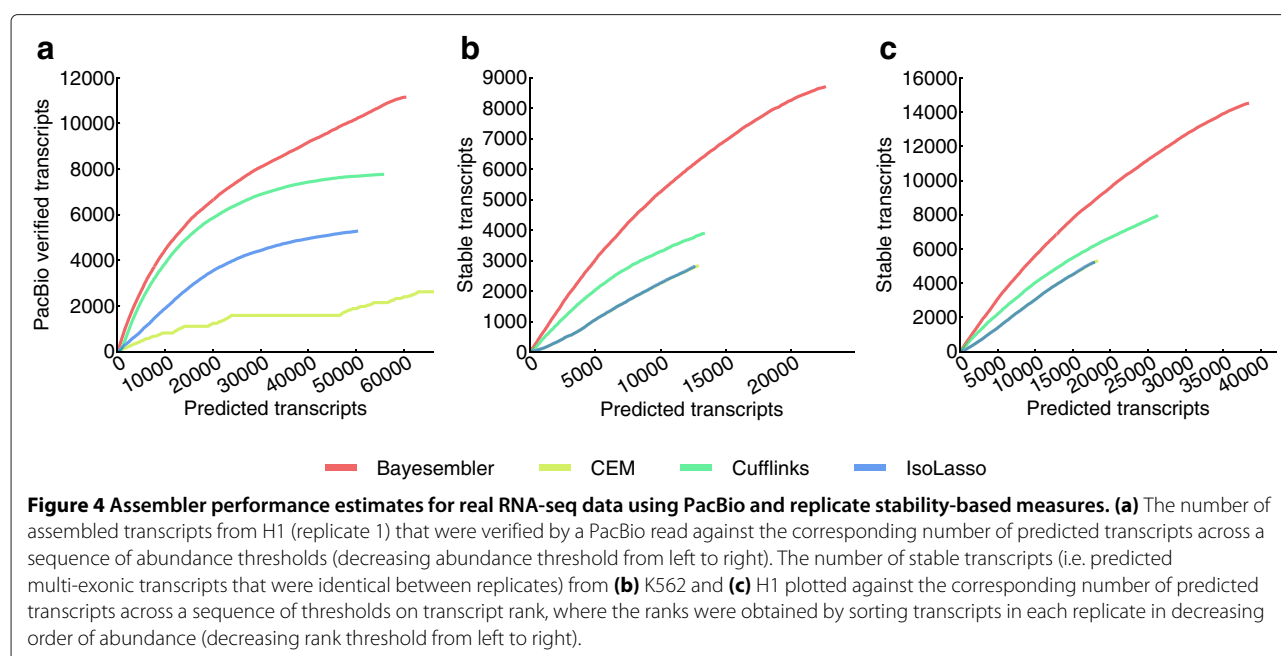 a
b
c
12000
10000
8000
6000
4000
2000
0
PacBio verified transcripts
0
10000
20000
30000
40000
50000
60000
Predicted transcripts
9000
8000
7000
6000
5000
4000
3000
2000
1000
0
Stable transcripts
0
5000
10000
15000
20000
Predicted transcripts
16000
14000
12000
10000
8000
6000
4000
2000
0
Stable transcripts
0
5000
10000
15000
20000
25000
30000
35000
40000
Predicted transcripts
Bayesembler CEM Cufflinks IsoLasso
Figure 4 Assembler performance estimates for real RNA-seq data using PacBio and replicate stability-based measures. (a) The number of
assembled transcripts from H1 (replicate 1) that were verified by a PacBio read against the corresponding number of predicted transcripts across a
sequence of abundance thresholds (decreasing abundance threshold from left to right). The number of stable transcripts (i.e. predicted
multi-exonic transcripts that were identical between replicates) from (b) K562 and (c) H1 plotted against the corresponding number of predicted
transcripts across a sequence of thresholds on transcript rank, where the ranks were obtained by sorting transcripts in each replicate in decreasing
order of abundance (decreasing rank threshold from left to right).